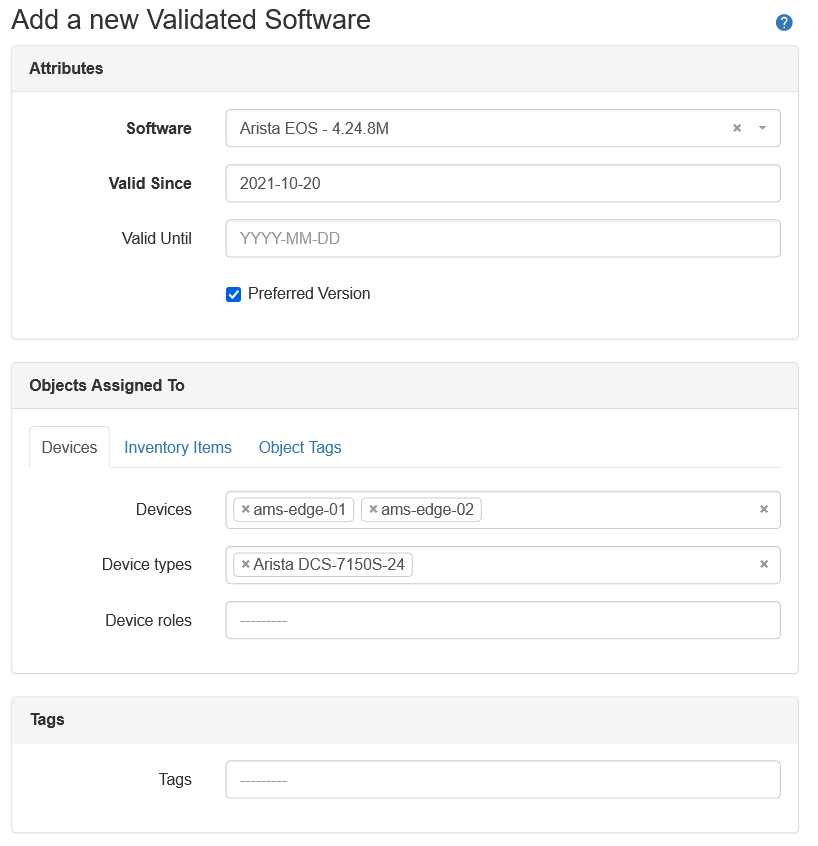 Add a new Validated Software
?
Attributes
Software Arista EOS - 4.24.8M ×
Valid Since 2021-10-20
Valid Until YYYY-MM-DD
Preferred Version
Objects Assigned To
Devices Inventory Items Object Tags
Devices × ams-edge-01 × ams-edge-02 ×
Device types × Arista DCS-7150S-24 ×
Device roles ---------
Tags
Tags ---------